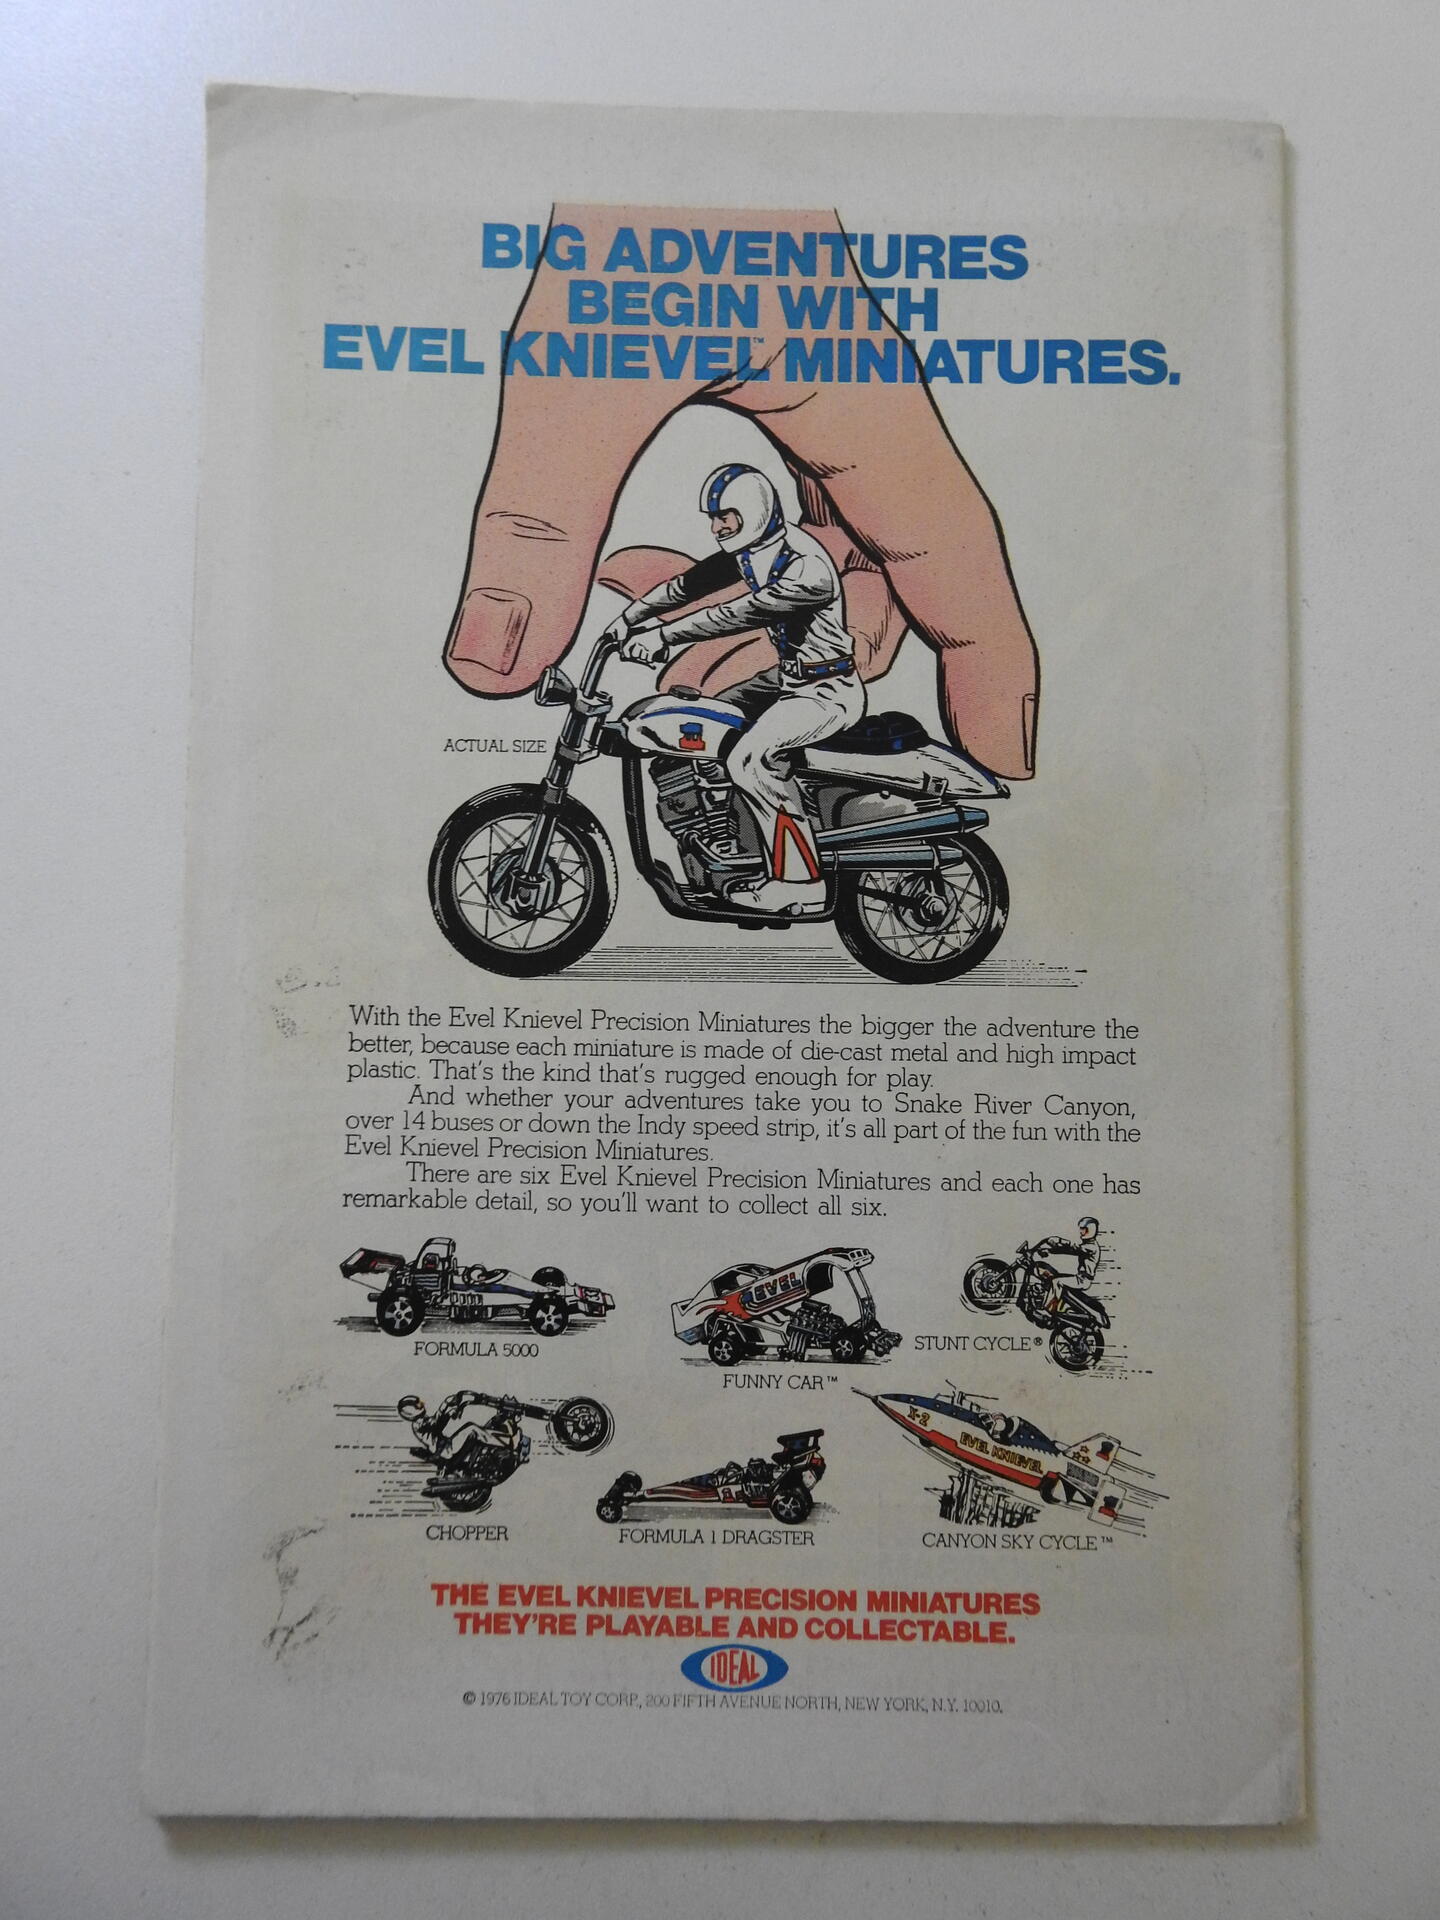 BIG ADVENTURES
BEGIN WITH
EVEL KNIEVEL™ MINIATURES.
ACTUAL SIZE
1
With the Evel Knievel Precision Miniatures the bigger the adventure the
better, because each miniature is made of die-cast metal and high impact
plastic. That's the kind that's rugged enough for play.
And whether your adventures take you to Snake River Canyon,
over 14 buses or down the Indy speed strip, it's all part of the fun with the
Evel Knievel Precision Miniatures.
There are six Evel Knievel Precision Miniatures and each one has
remarkable detail, so you'll want to collect all six.
EVEL
FORMULA 5000
FUNNY CAR™
STUNT CYCLE®
X-2
EVEL KNIEVEL
CHOPPER
FORMULA 1 DRAGSTER
CANYON SKY CYCLE™
THE EVEL KNIEVEL PRECISION MINIATURES
THEY'RE PLAYABLE AND COLLECTABLE.
IDEAL
© 1976 IDEAL TOY CORP., 200 FIFTH AVENUE NORTH, NEW YORK, N.Y. 10010.